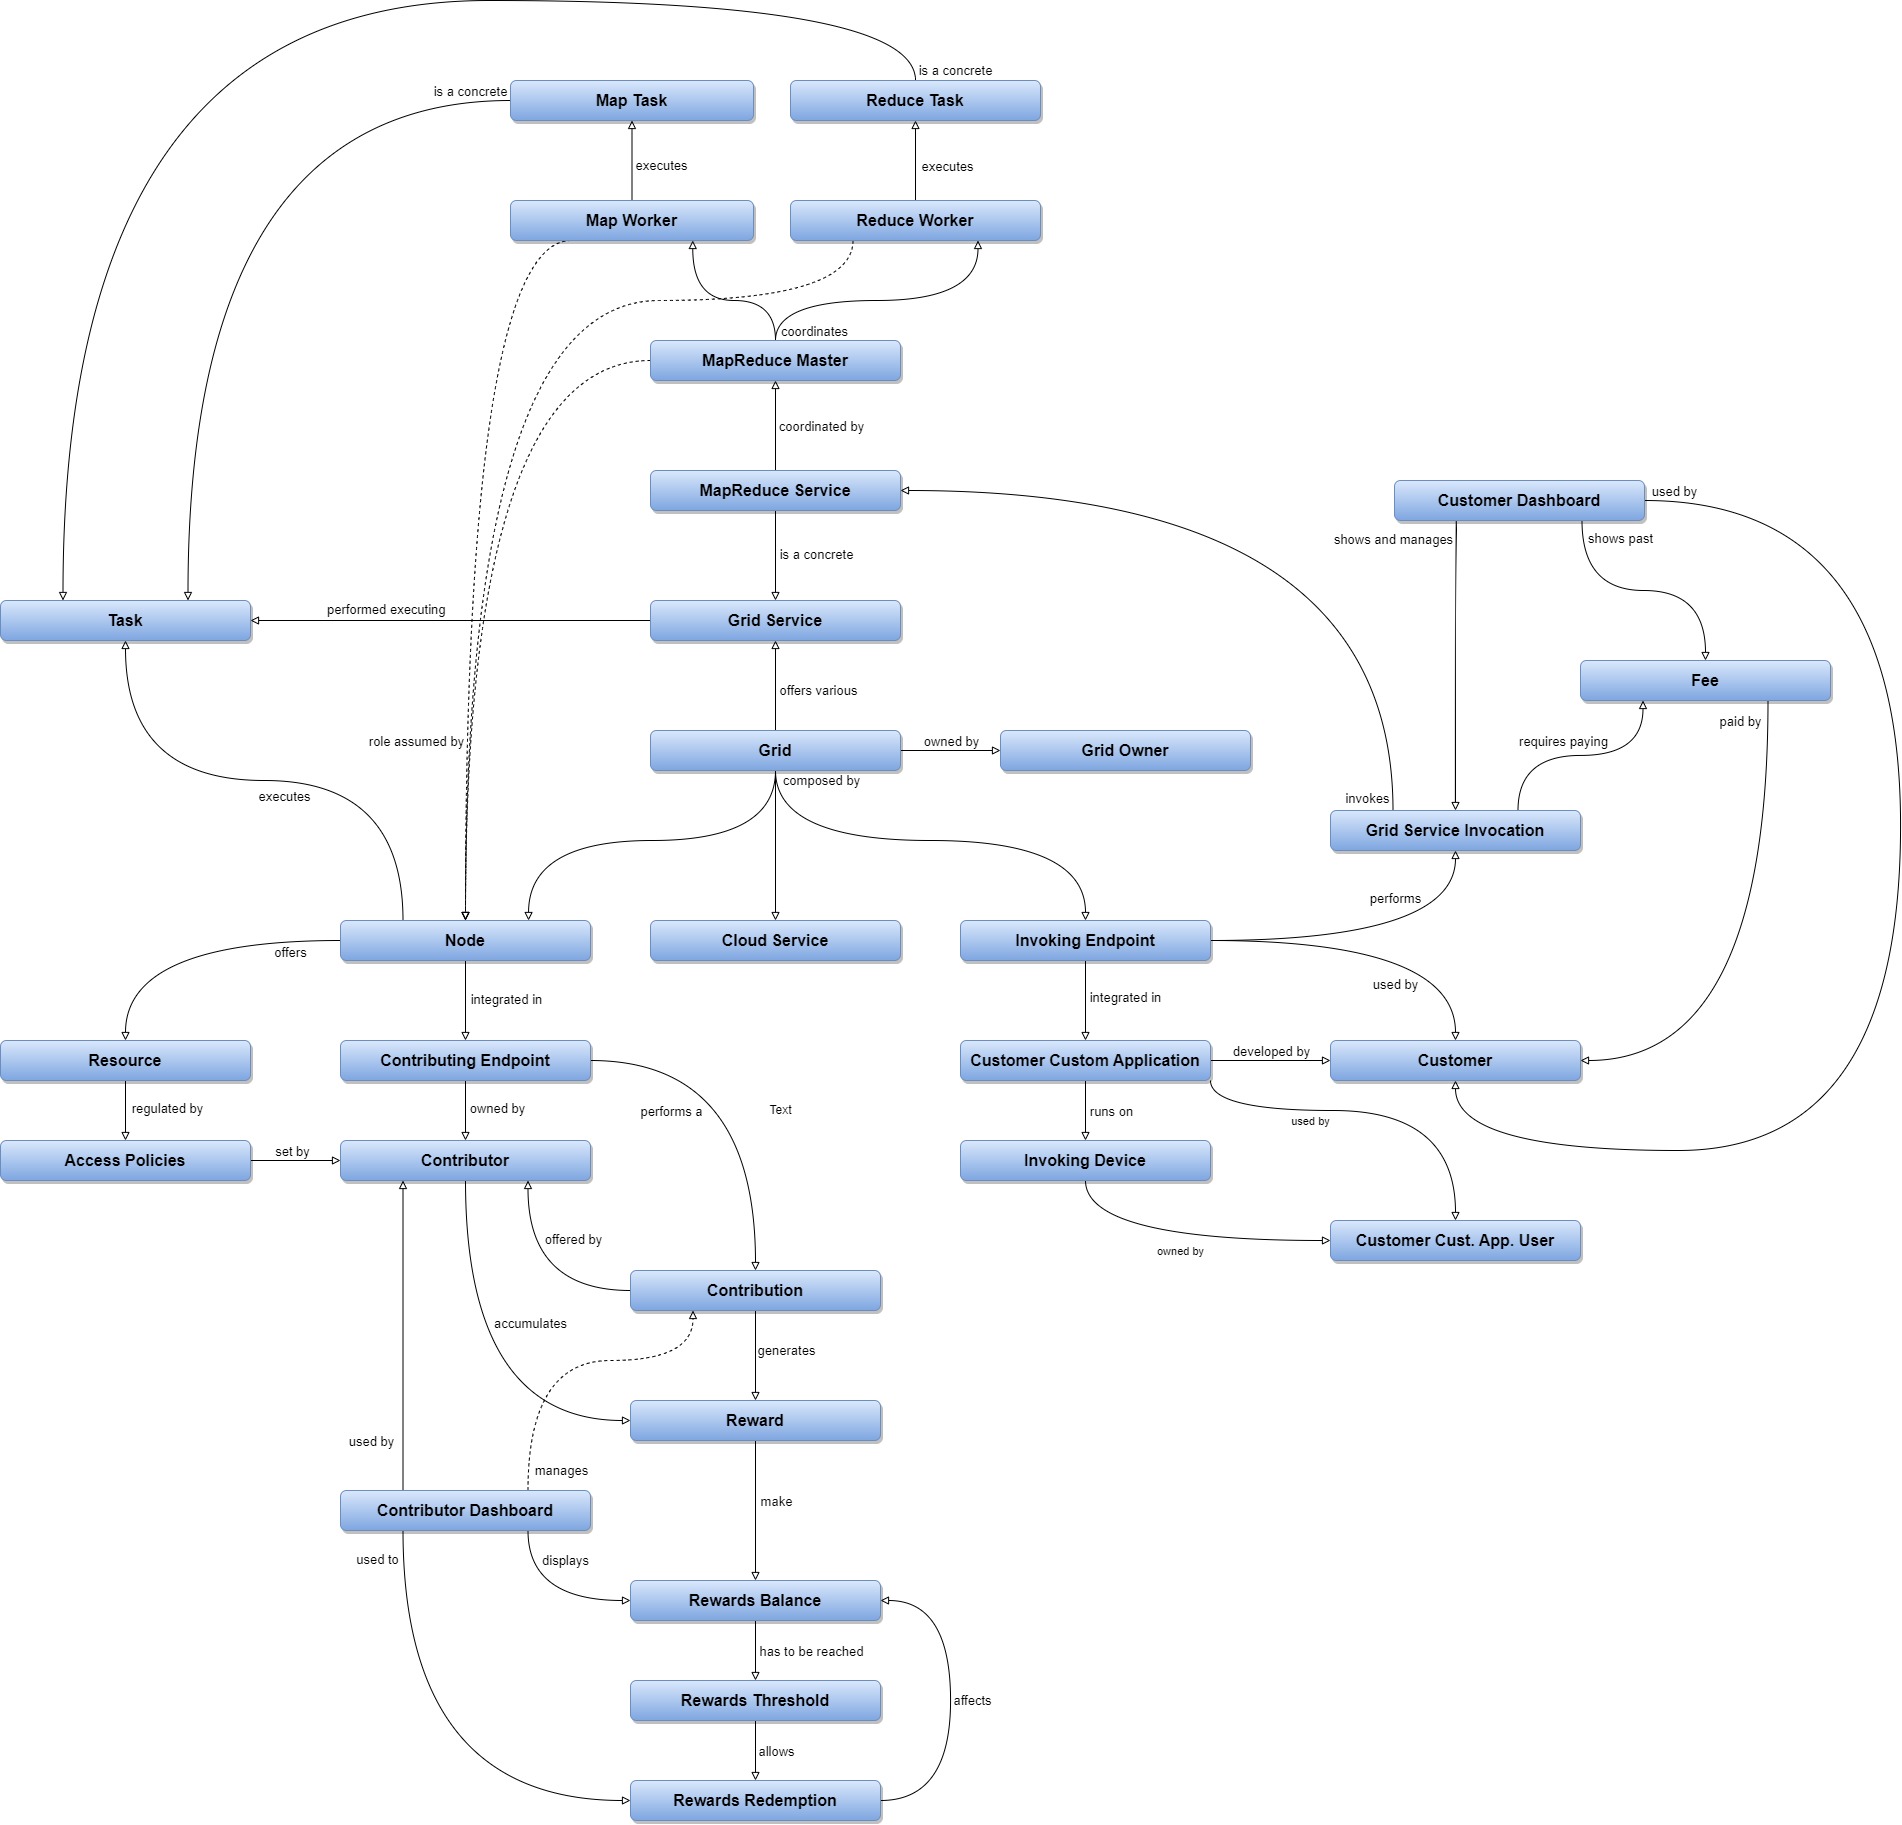 is a concrete
is a concrete
Map Task
Reduce Task
executes
executes
Map Worker
Reduce Worker
coordinates
MapReduce Master
coordinated by
MapReduce Service
Customer Dashboard
used by
shows and manages
shows past
is a concrete
performed executing
Task
Grid Service
Fee
offers various
paid by
role assumed by
Grid
owned by
Grid Owner
requires paying
composed by
executes
invokes
Grid Service Invocation
performs
Node
Cloud Service
Invoking Endpoint
offers
used by
integrated in
integrated in
Resource
Contributing Endpoint
Customer Custom Application
developed by
Customer
regulated by
owned by
performs a
Text
runs on
used by
Access Policies
set by
Contributor
Invoking Device
offered by
Customer Cust. App. User
owned by
Contribution
accumulates
generates
Reward
used by
manages
make
Contributor Dashboard
used to
displays
Rewards Balance
has to be reached
Rewards Threshold
affects
allows
Rewards Redemption